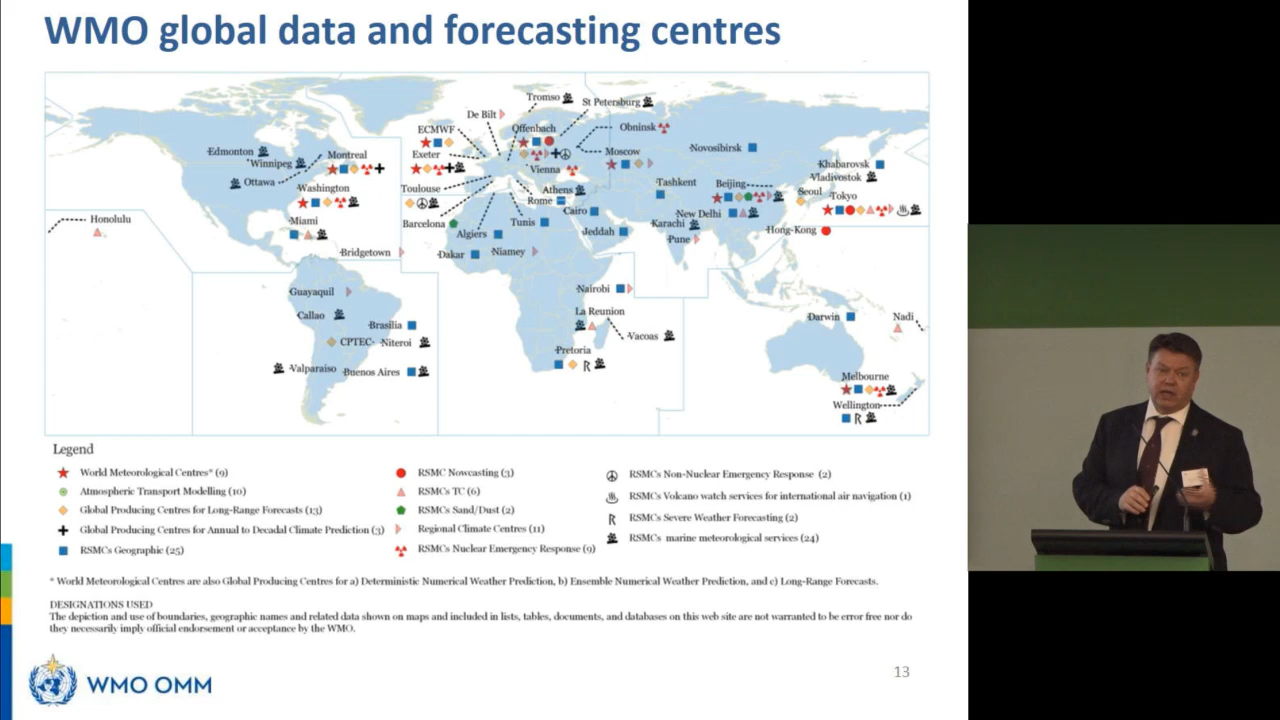 WMO global data and forecasting centres
Tromso
St Petersburg
De Bilt
ECMWF
Offenbach
Obninsk
Edmonton
Winnipeg
Montreal
Exeter
Moscow
Novosibirsk
Khabarovsk
Ottawa
Vienna
Vladivostok
Washington
Toulouse
Athens
Tashkent
Beijing
Seoul
Tokyo
Rome
Honolulu
Miami
Barcelona
Tunis
Cairo
New Delhi
Karachi
Algiers
Jeddah
Hong-Kong
Pune
Bridgetown
Dakar
Niamey
Guayaquil
Nairobi
Callao
La Reunion
Darwin
Nadi
Brasilia
Vacoas
CPTEC
Niteroi
Pretoria
R
Valparaiso
Buenos Aires
Melbourne
Wellington
R
Legend
World Meteorological Centres* (9)
Atmospheric Transport Modelling (10)
Global Producing Centres for Long-Range Forecasts (13)
Global Producing Centres for Annual to Decadal Climate Prediction (3)
RSMCs Geographic (25)
RSMC Nowcasting (3)
RSMCs TC (6)
RSMCs Sand/Dust (2)
Regional Climate Centres (11)
RSMCs Nuclear Emergency Response (9)
RSMCs Non-Nuclear Emergency Response (2)
RSMCs Volcano watch services for international air navigation (1)
R RSMCs Severe Weather Forecasting (2)
RSMCs marine meteorological services (24)
* World Meteorological Centres are also Global Producing Centres for a) Deterministic Numerical Weather Prediction, b) Ensemble Numerical Weather Prediction, and c) Long-Range Forecasts.
DESIGNATIONS USED
The depiction and use of boundaries, geographic names and related data shown on maps and included in lists, tables, documents, and databases on this web site are not warranted to be error free nor do
they necessarily imply official endorsement or acceptance by the WMO.
WMO OMM
13